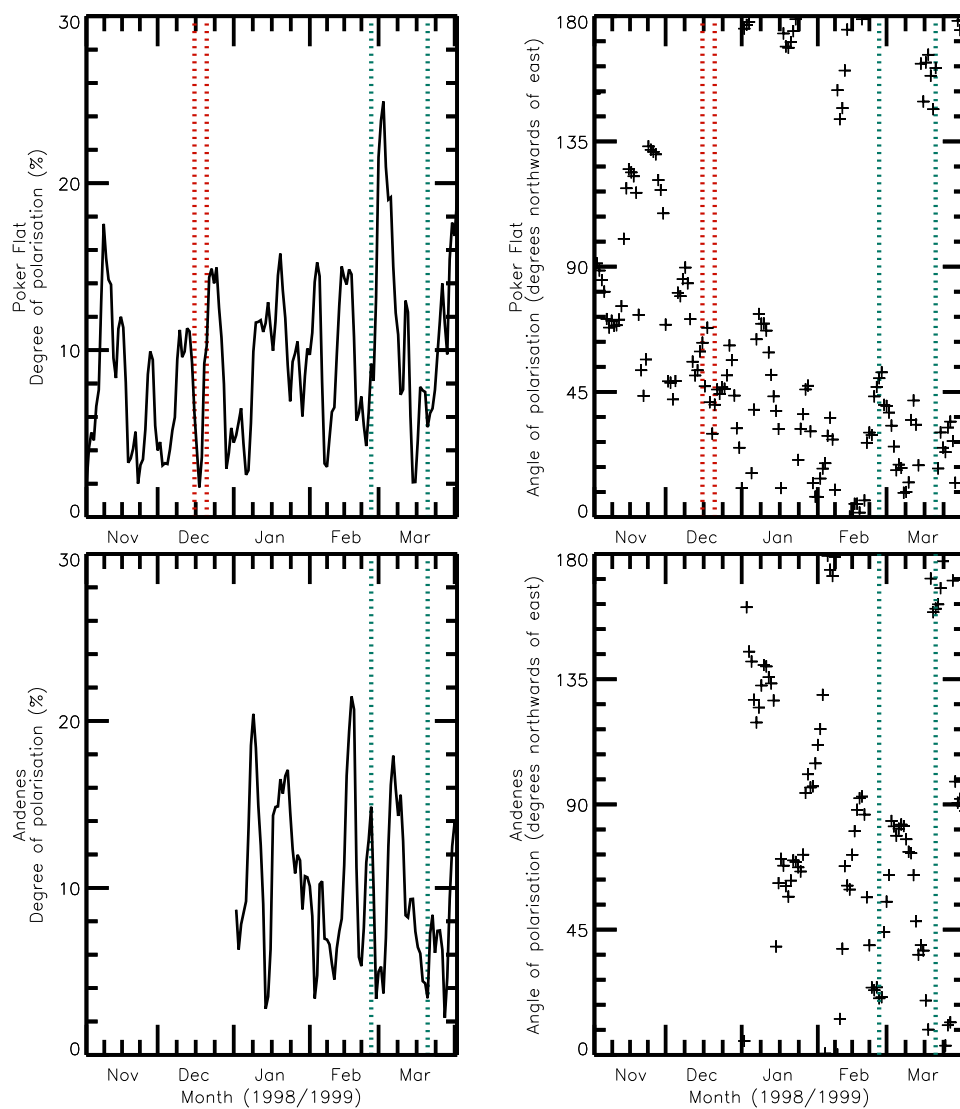 Poker Flat
Degree of polarisation (%)
30
20
10
0
Nov Dec Jan Feb Mar
Poker Flat
Angle of polarisation (degrees northwards of east)
180
135
90
45
0
Nov Dec Jan Feb Mar
Andenes
Degree of polarisation (%)
30
20
10
0
Nov Dec Jan Feb Mar
Month (1998/1999)
Andenes
Angle of polarisation (degrees northwards of east)
180
135
90
45
0
Nov Dec Jan Feb Mar
Month (1998/1999)